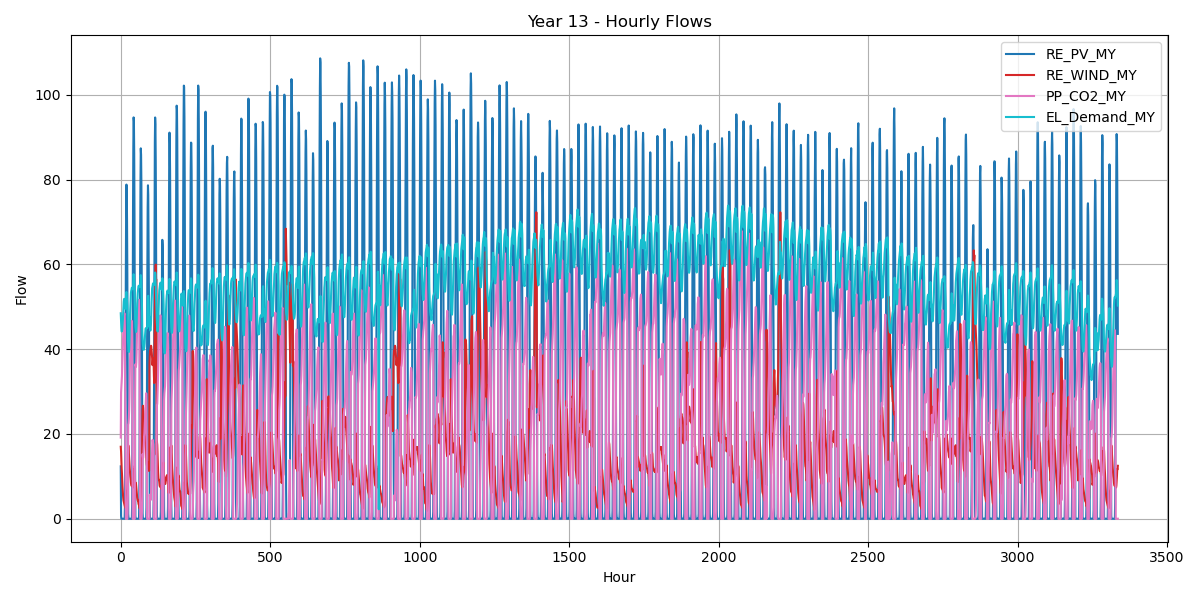 Year 13 - Hourly Flows
RE_PV_MY
RE_WIND_MY
PP_CO2_MY
EL_Demand_MY
Flow
100
80
60
40
20
0
0 500 1000 1500 2000 2500 3000 3500
Hour